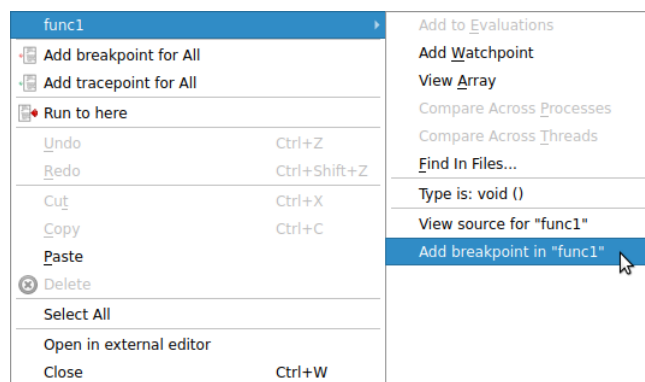 func1
Add breakpoint for All
Add tracepoint for All
Run to here
Undo Ctrl+Z
Redo Ctrl+Shift+Z
Cut Ctrl+X
Copy Ctrl+C
Paste
Delete
Select All
Open in external editor
Close Ctrl+W
Add to Evaluations
Add Watchpoint
View Array
Compare Across Processes
Compare Across Threads
Find In Files...
Type is: void ()
View source for "func1"
Add breakpoint in "func1"